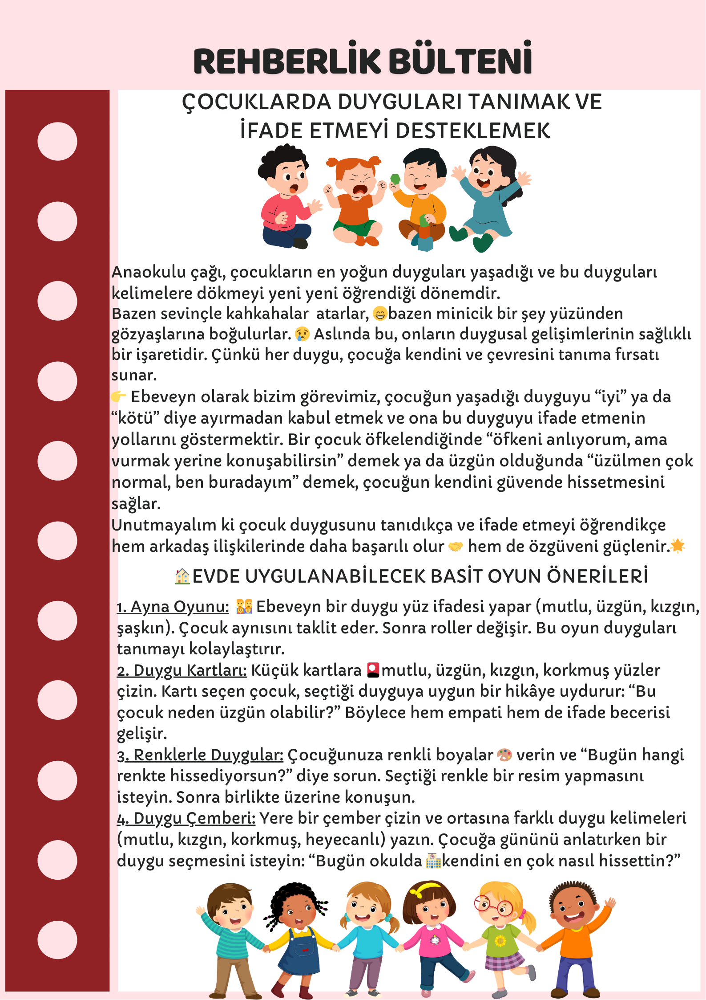 REHBERLİK BÜLTENİ
ÇOCUKLARDA DUYGULARI TANIMAK VE
İFADE ETMEYİ DESTEKLEMEK
Anaokulu çağı, çocukların en yoğun duyguları yaşadığı ve bu duyguları
kelimelere dökmeyi yeni yeni öğrendiği dönemdir.
Bazen sevinçle kahkahalar atarlar, 😁bazen minicik bir şey yüzünden
gözyaşlarına boğulurlar.😢 Aslında bu, onların duygusal gelişimlerinin sağlıklı
bir işaretidir. Çünkü her duygu, çocuğa kendini ve çevresini tanıma fırsatı
sunar.
👉 Ebeveyn olarak bizim görevimiz, çocuğun yaşadığı duyguyu “iyi” ya da
“kötü” diye ayırmadan kabul etmek ve ona bu duyguyu ifade etmenin
yollarını göstermektir. Bir çocuk öfkelendiğinde “öfkeni anlıyorum, ama
vurmak yerine konuşabilirsin” demek ya da üzgün olduğunda “üzülmen çok
normal, ben buradayım” demek, çocuğun kendini güvende hissetmesini
sağlar.
Unutmayalım ki çocuk duygusunu tanıdıkça ve ifade etmeyi öğrendikçe
hem arkadaş ilişkilerinde daha başarılı olur 🤝 hem de özgüveni güçlenir.🌟
🏠EVDE UYGULANABİLECEK BASİT OYUN ÖNERİLERİ
1. Ayna Oyunu: 👨‍👩‍👧‍👦 Ebeveyn bir duygu yüz ifadesi yapar (mutlu, üzgün, kızgın,
şaşkın). Çocuk aynısını taklit eder. Sonra roller değişir. Bu oyun duyguları
tanımayı kolaylaştırır.
2. Duygu Kartları: Küçük kartlara 🎴mutlu, üzgün, kızgın, korkmuş yüzler
çizin. Kartı seçen çocuk, seçtiği duyguya uygun bir hikâye uydurur: “Bu
çocuk neden üzgün olabilir?” Böylece hem empati hem de ifade becerisi
gelişir.
3. Renklerle Duygular: Çocuğunuza renkli boyalar 🎨 verin ve “Bugün hangi
renkte hissediyorsun?” diye sorun. Seçtiği renkle bir resim yapmasını
isteyin. Sonra birlikte üzerine konuşun.
4. Duygu Çemberi: Yere bir çember çizin ve ortasına farklı duygu kelimeleri
(mutlu, kızgın, korkmuş, heyecanlı) yazın. Çocuğa gününü anlatırken bir
duygu seçmesini isteyin: “Bugün okulda 🏫kendini en çok nasıl hissettin?”